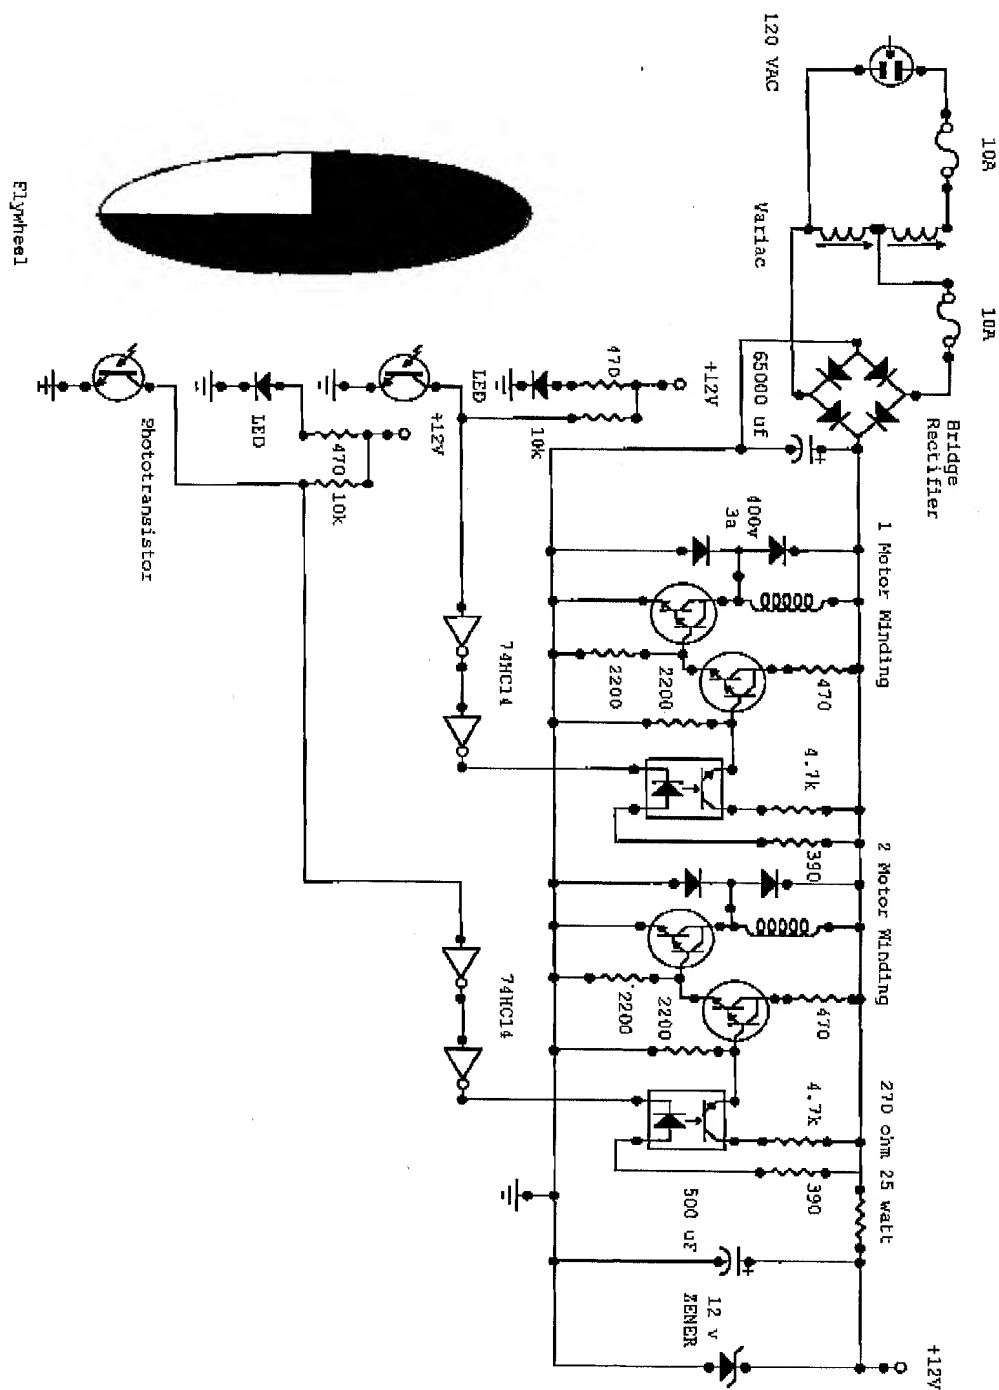 120 VAC
10A
Variac
10A
Bridge
Rectifier
65000 uf
Flywheel
+12V
470
10k
LED
+12V
470
10k
LED
Phototransistor
400v
3a
1 Motor Winding
470
2200
2200
4.7k
390
74HC14
2 Motor Winding
470
2200
2200
4.7k
390
74HC14
270 ohm 25 watt
500 uF
12 v
ZENER
+12V